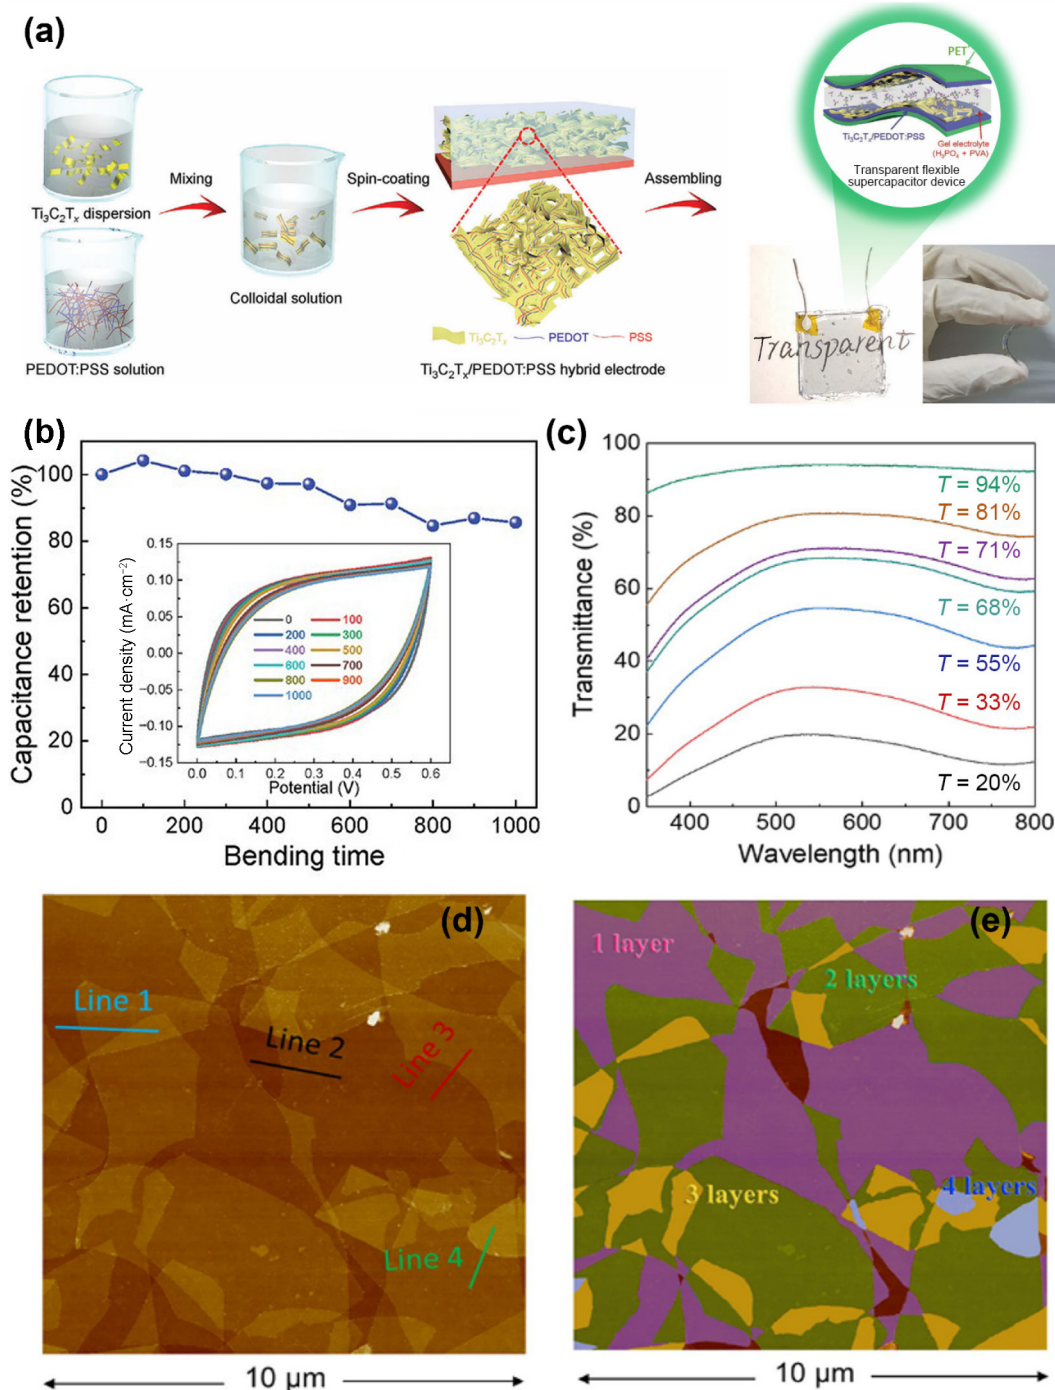 (a)
PET
Ti₃C₂Tₓ/PEDOT:PSS
Gel electrolyte
(H₃PO₄ + PVA)
Transparent flexible
supercapacitor device
Mixing
Spin-coating
Assembling
Ti₃C₂Tₓ dispersion
Colloidal solution
PEDOT:PSS solution
Ti₃C₂Tₓ
PEDOT
PSS
Ti₃C₂Tₓ/PEDOT:PSS hybrid electrode
Transparent
(b)
Capacitance retention (%)
100
80
60
40
20
0
0
200
400
600
800
1000
Bending time
Current density (mA·cm⁻²)
0.15
0.10
0.05
0.00
−0.05
−0.10
−0.15
0 100
200 300
400 500
600 700
800 900
1000
0.0 0.1 0.2 0.3 0.4 0.5 0.6
Potential (V)
(c)
Transmittance (%)
100
80
60
40
20
0
T = 94%
T = 81%
T = 71%
T = 68%
T = 55%
T = 33%
T = 20%
400 500 600 700 800
Wavelength (nm)
(d)
Line 1
Line 2
Line 3
Line 4
10 μm
(e)
1 layer
2 layers
3 layers
4 layers
10 μm